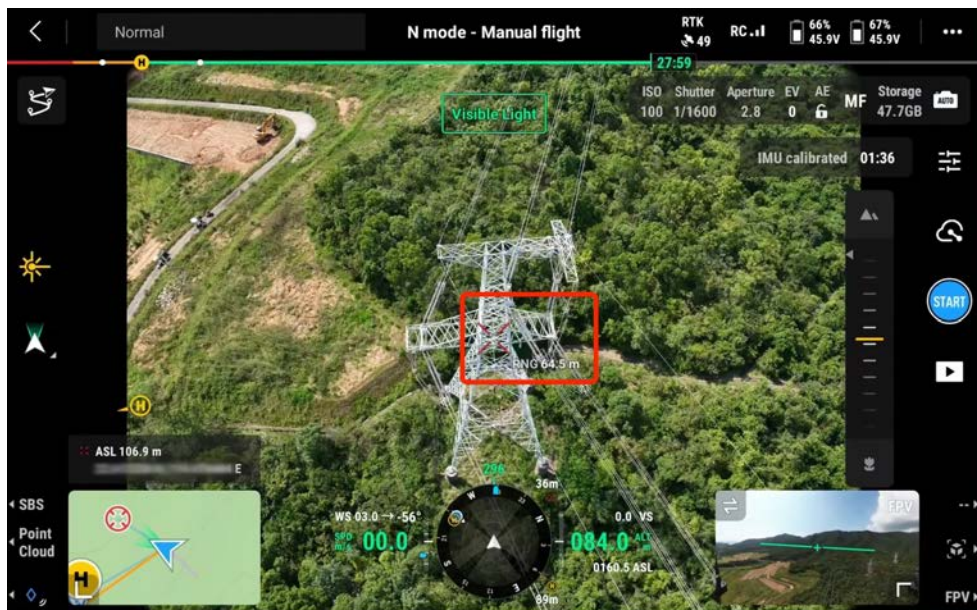 Normal
N mode - Manual flight
RTK
49
RC
66%
45.9V
67%
45.9V
H
27:59
Visible Light
ISO Shutter Aperture EV AE
100 1/1600 2.8 0
MF
Storage
47.7GB
AUTO
IMU calibrated 01:36
START
RNG 64.5 m
H
ASL 106.9 m
E
296
36m
SBS
Point
Cloud
WS 03.0 → -56°
SPD
m/s
00.0
W
N
S
E
0.0 VS
084.0
ALT
m
0160.5 ASL
89m
H
FPV
FPV